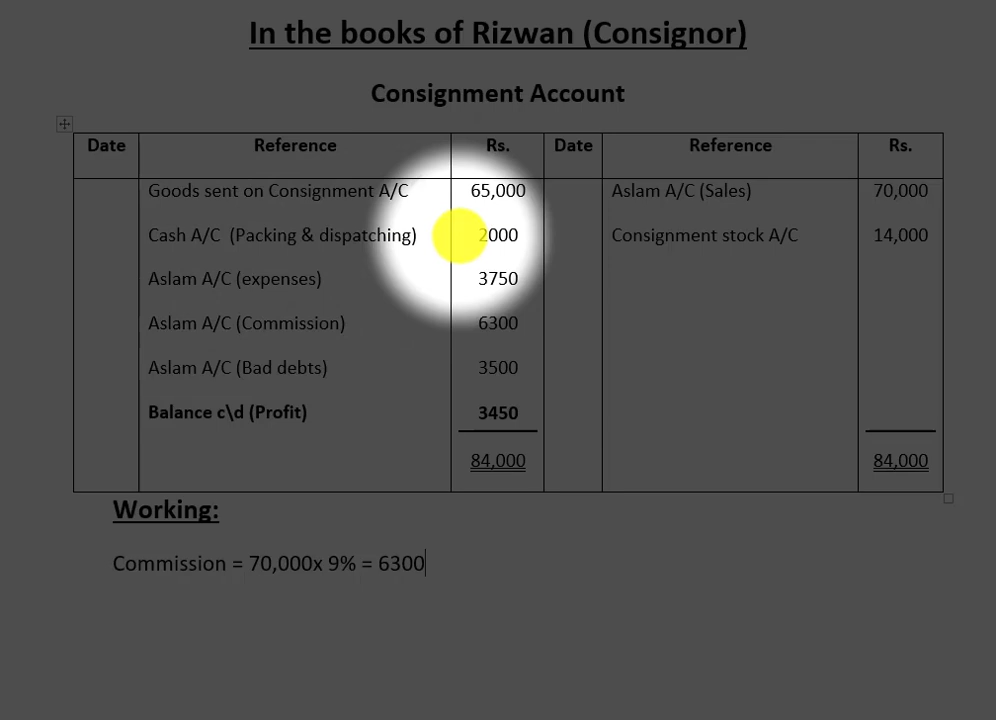 In the books of Rizwan (Consignor)
Consignment Account
Date Reference Rs. Date Reference Rs.
Goods sent on Consignment A/C 65,000 Aslam A/C (Sales) 70,000
Cash A/C (Packing & dispatching) 2000 Consignment stock A/C 14,000
Aslam A/C (expenses) 3750
Aslam A/C (Commission) 6300
Aslam A/C (Bad debts) 3500
Balance c\d (Profit) 3450
84,000 84,000
Working:
Commission = 70,000x 9% = 6300